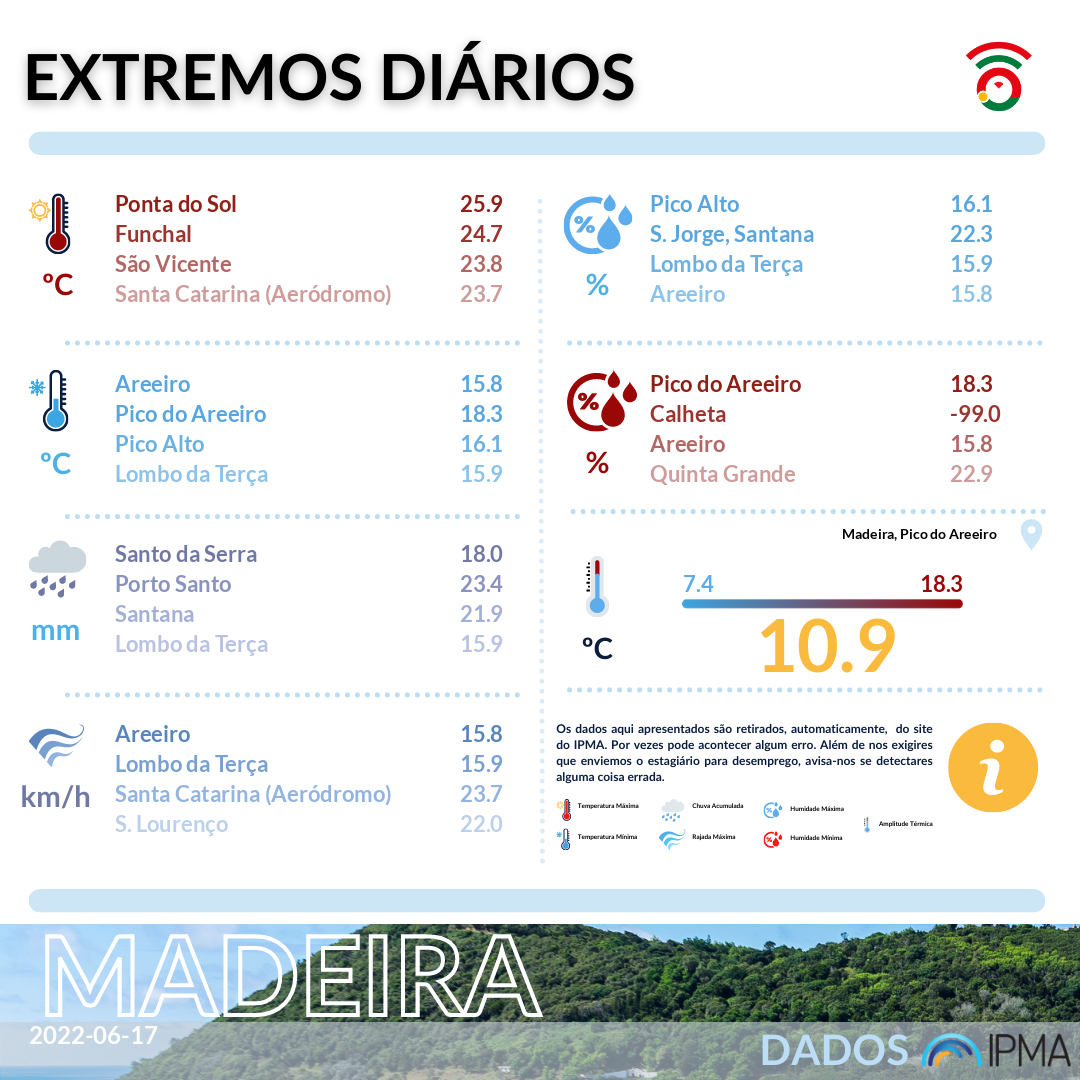 EXTREMOS DIÁRIOS
Ponta do Sol 25.9
Funchal 24.7
São Vicente 23.8
Santa Catarina (Aeródromo) 23.7
ºC
Areeiro 15.8
Pico do Areeiro 18.3
Pico Alto 16.1
Lombo da Terça 15.9
ºC
Santo da Serra 18.0
Porto Santo 23.4
Santana 21.9
Lombo da Terça 15.9
mm
Areeiro 15.8
Lombo da Terça 15.9
Santa Catarina (Aeródromo) 23.7
S. Lourenço 22.0
km/h
% Pico Alto 16.1
S. Jorge, Santana 22.3
Lombo da Terça 15.9
Areeiro 15.8
%
Pico do Areeiro 18.3
% Calheta -99.0
Areeiro 15.8
Quinta Grande 22.9
%
Madeira, Pico do Areeiro
7.4 18.3
ºC 10.9
Os dados aqui apresentados são retirados, automaticamente, do site
do IPMA. Por vezes pode acontecer algum erro. Além de nos exigires
que enviemos o estagiário para desemprego, avisa-nos se detectares
alguma coisa errada.
i
Temperatura Máxima Chuva Acumulada Humidade Máxima
Amplitude Térmica
Temperatura Mínima Rajada Máxima Humidade Mínima
MADEIRA
2022-06-17
DADOS IPMA